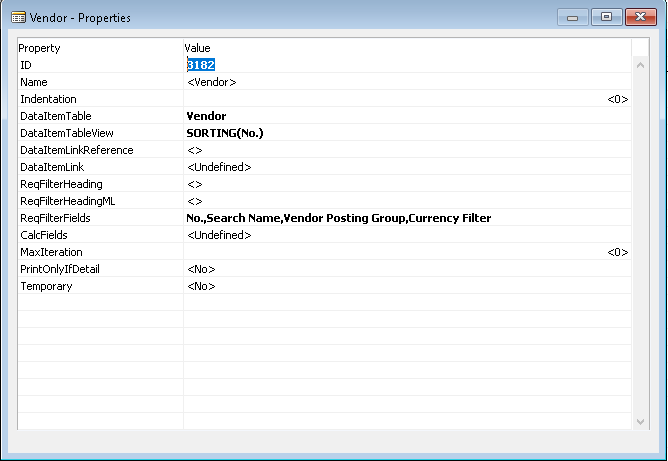 Vendor - Properties
Property Value
ID 3182
Name <Vendor>
Indentation <0>
DataItemTable Vendor
DataItemTableView SORTING(No.)
DataItemLinkReference <>
DataItemLink <Undefined>
ReqFilterHeading <>
ReqFilterHeadingML <>
ReqFilterFields No.,Search Name,Vendor Posting Group,Currency Filter
CalcFields <Undefined>
MaxIteration <0>
PrintOnlyIfDetail <No>
Temporary <No>